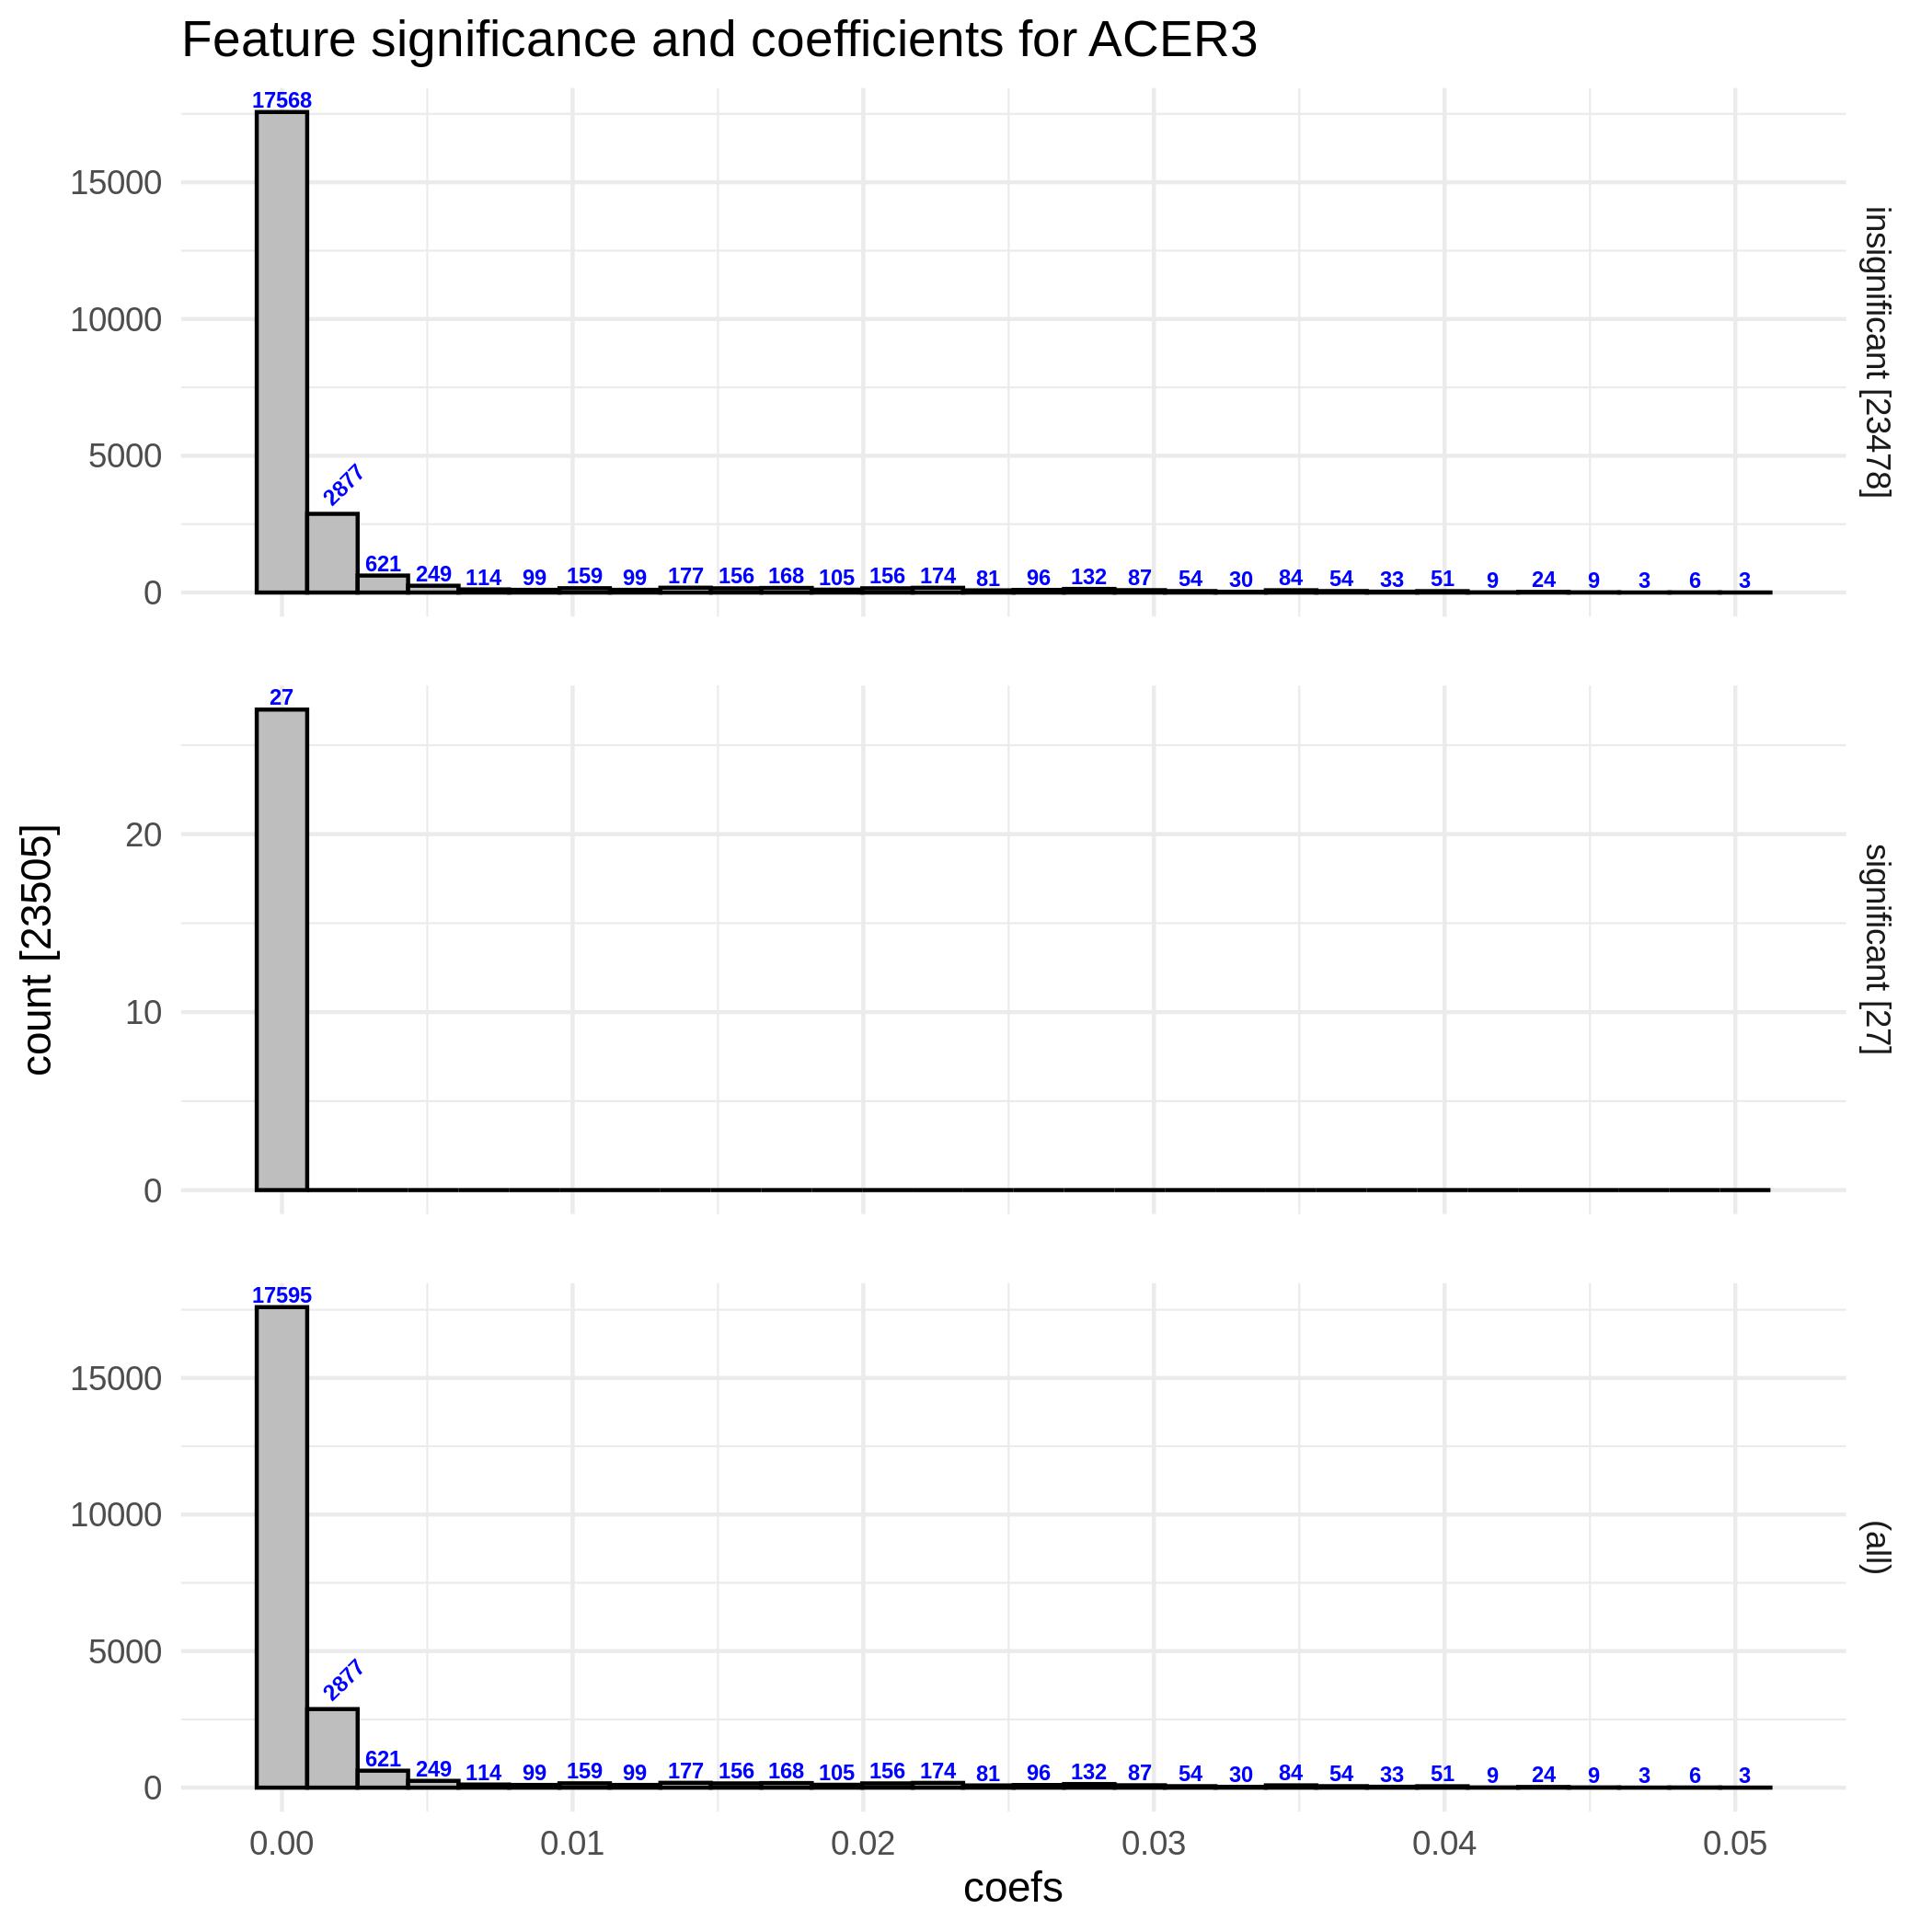 Feature significance and coefficients for ACER3
17568
15000
10000
5000
2877
621 249 114 99 159 99 177 156 168 105 156 174 81 96 132 87 54 30 84 54 33 51 9 24 9 3 6 3
0
insignificant [23478]
27
20
10
0
significant [27]
count [23505]
17595
15000
10000
5000
2877
621 249 114 99 159 99 177 156 168 105 156 174 81 96 132 87 54 30 84 54 33 51 9 24 9 3 6 3
0
(all)
0.00 0.01 0.02 0.03 0.04 0.05
coefs